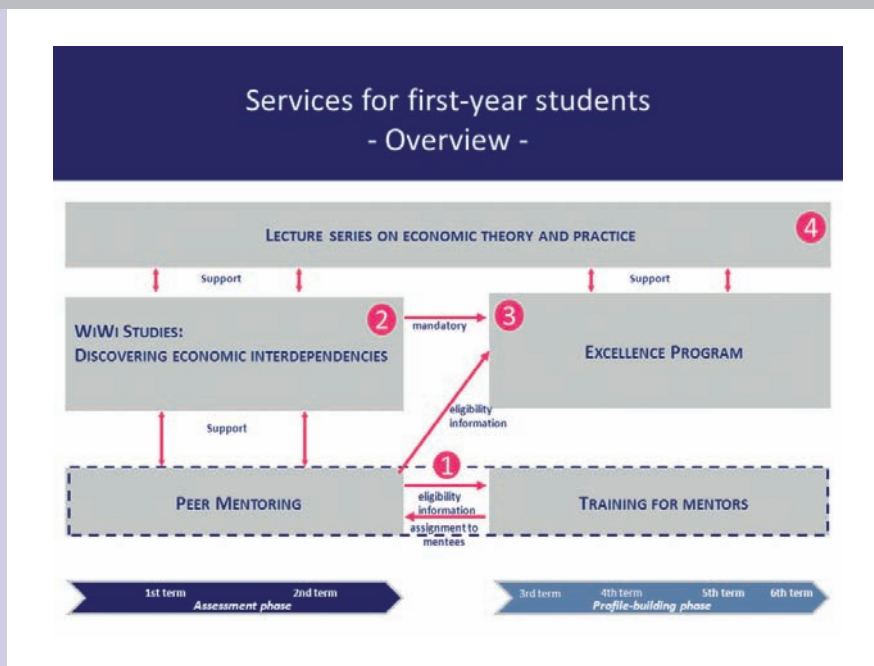 Services for first-year students
- Overview -
LECTURE SERIES ON ECONOMIC THEORY AND PRACTICE
4
Support
Support
WIWI STUDIES:
DISCOVERING ECONOMIC INTERDEPENDENCIES
2
mandatory
3
EXCELLENCE PROGRAM
eligibility
information
Support
1
PEER MENTORING
eligibility
information
assignment to
mentees
TRAINING FOR MENTORS
1st term
2nd term
Assessment phase
3rd term
4th term
5th term
6th term
Profile-building phase